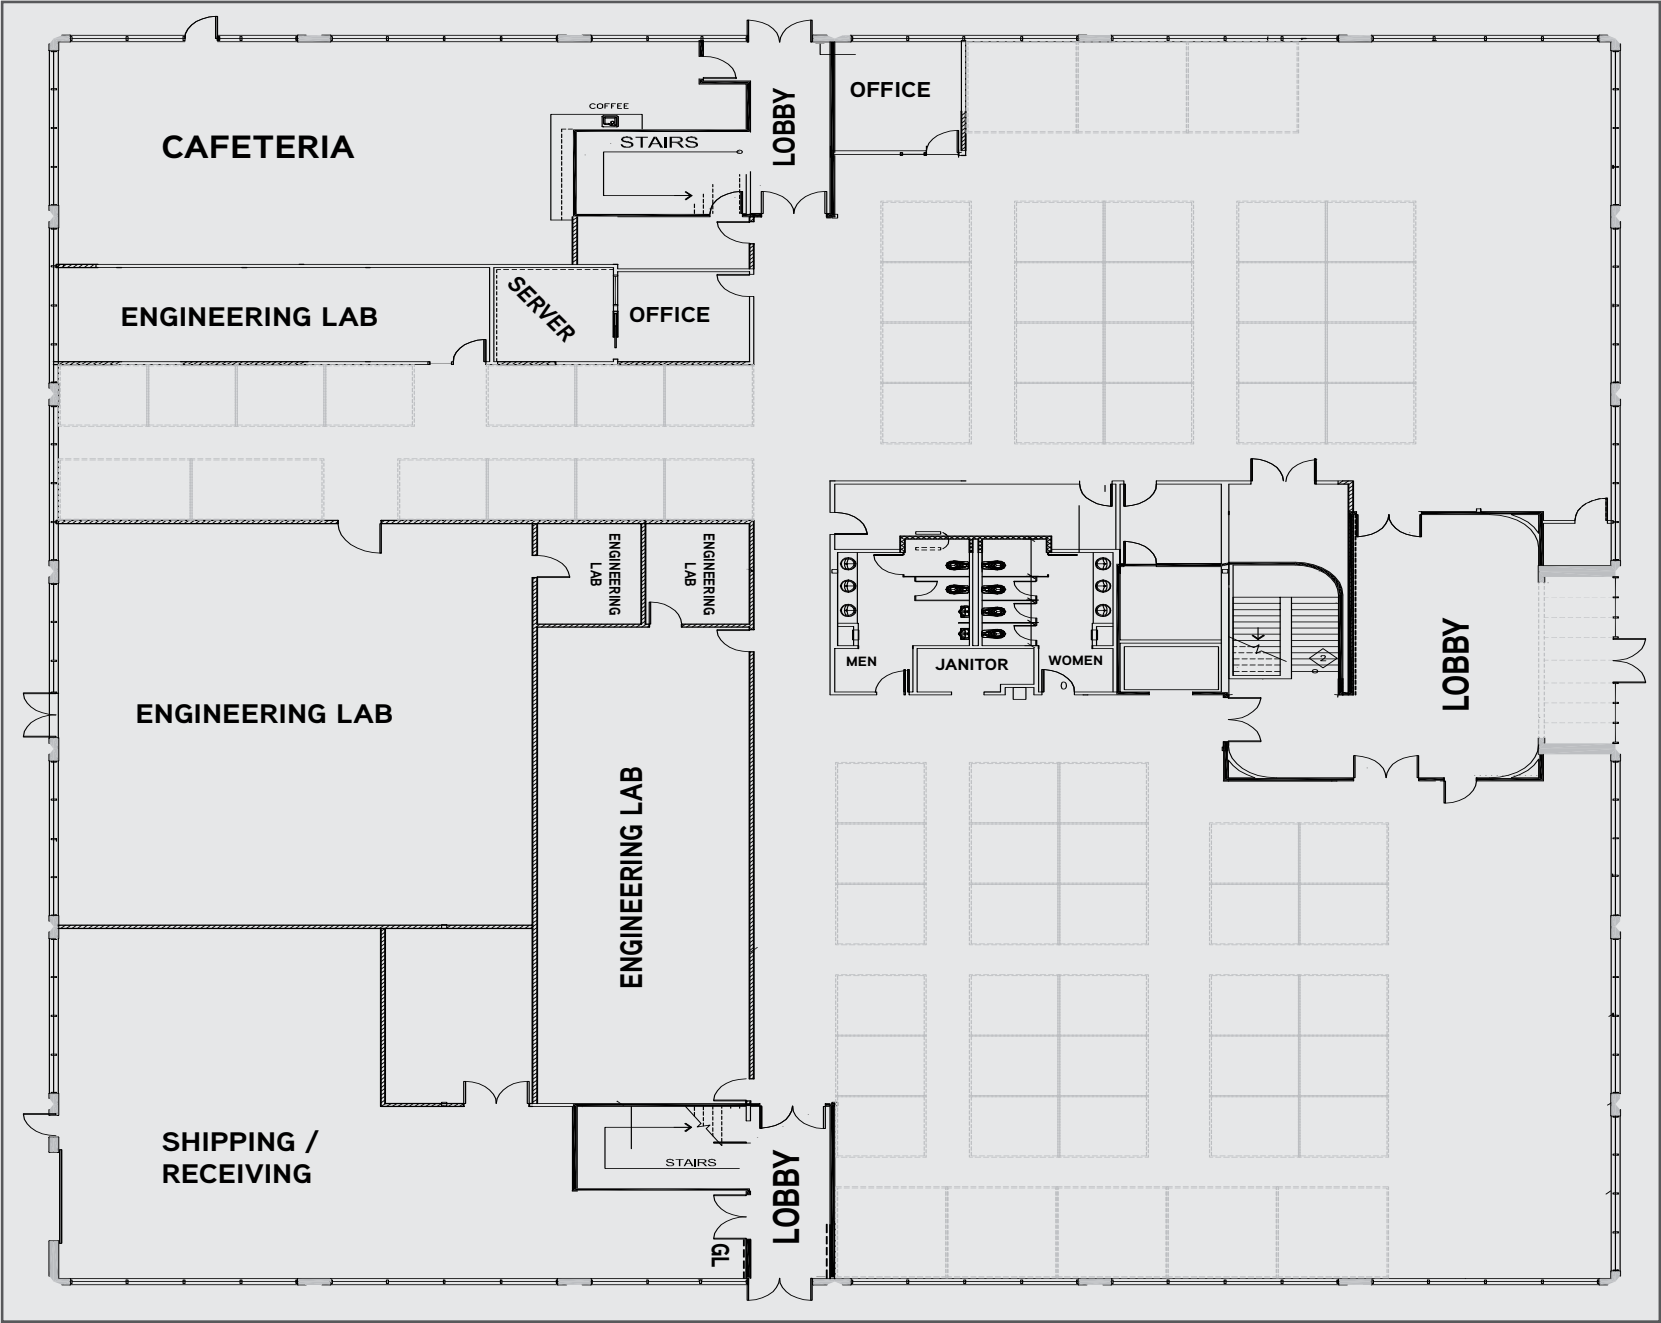 OFFICE
COFFEE
CAFETERIA
STAIRS
LOBBY
ENGINEERING LAB
SERVER
OFFICE
ENGINEERING
LAB
ENGINEERING
LAB
MEN
JANITOR
WOMEN
2
LOBBY
ENGINEERING LAB
ENGINEERING LAB
SHIPPING /
RECEIVING
STAIRS
LOBBY
GL